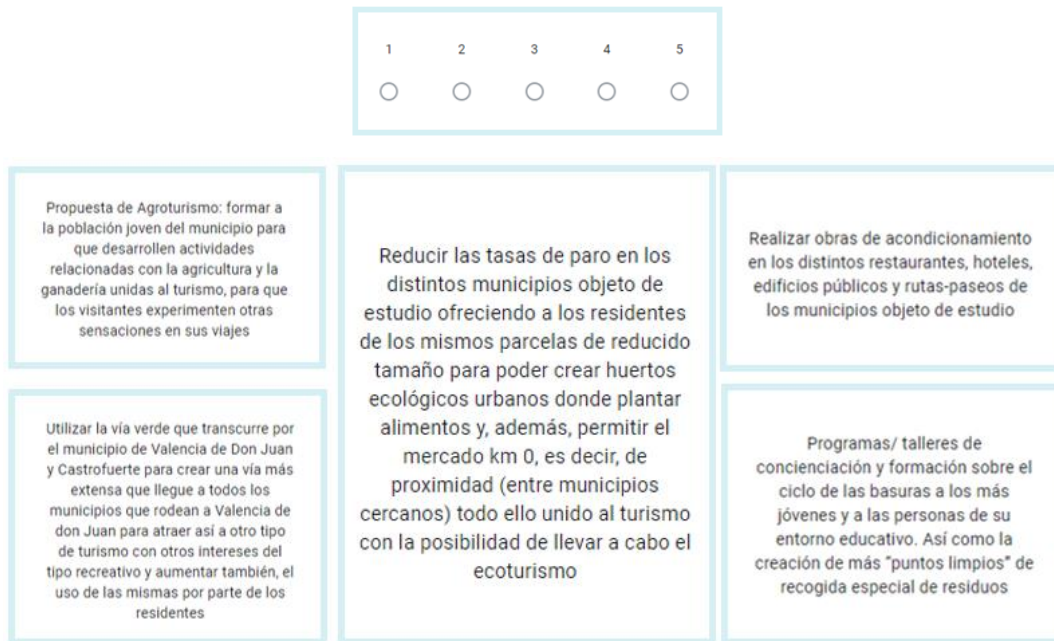 1 2 3 4 5
Propuesta de Agroturismo: formar a
la población joven del municipio para
que desarrollen actividades
relacionadas con la agricultura y la
ganadería unidas al turismo, para que
los visitantes experimenten otras
sensaciones en sus viajes
Utilizar la vía verde que transcurre por
el municipio de Valencia de Don Juan
y Castrofuerte para crear una vía más
extensa que llegue a todos los
municipios que rodean a Valencia de
don Juan para atraer así a otro tipo
de turismo con otros intereses del
tipo recreativo y aumentar también, el
uso de las mismas por parte de los
residentes
Reducir las tasas de paro en los
distintos municipios objeto de
estudio ofreciendo a los residentes
de los mismos parcelas de reducido
tamaño para poder crear huertos
ecológicos urbanos donde plantar
alimentos y, además, permitir el
mercado km 0, es decir, de
proximidad (entre municipios
cercanos) todo ello unido al turismo
con la posibilidad de llevar a cabo el
ecoturismo
Realizar obras de acondicionamiento
en los distintos restaurantes, hoteles,
edificios públicos y rutas-paseos de
los municipios objeto de estudio
Programas/ talleres de
concienciación y formación sobre el
ciclo de las basuras a los más
jóvenes y a las personas de su
entorno educativo. Así como la
creación de más “puntos limpios” de
recogida especial de residuos